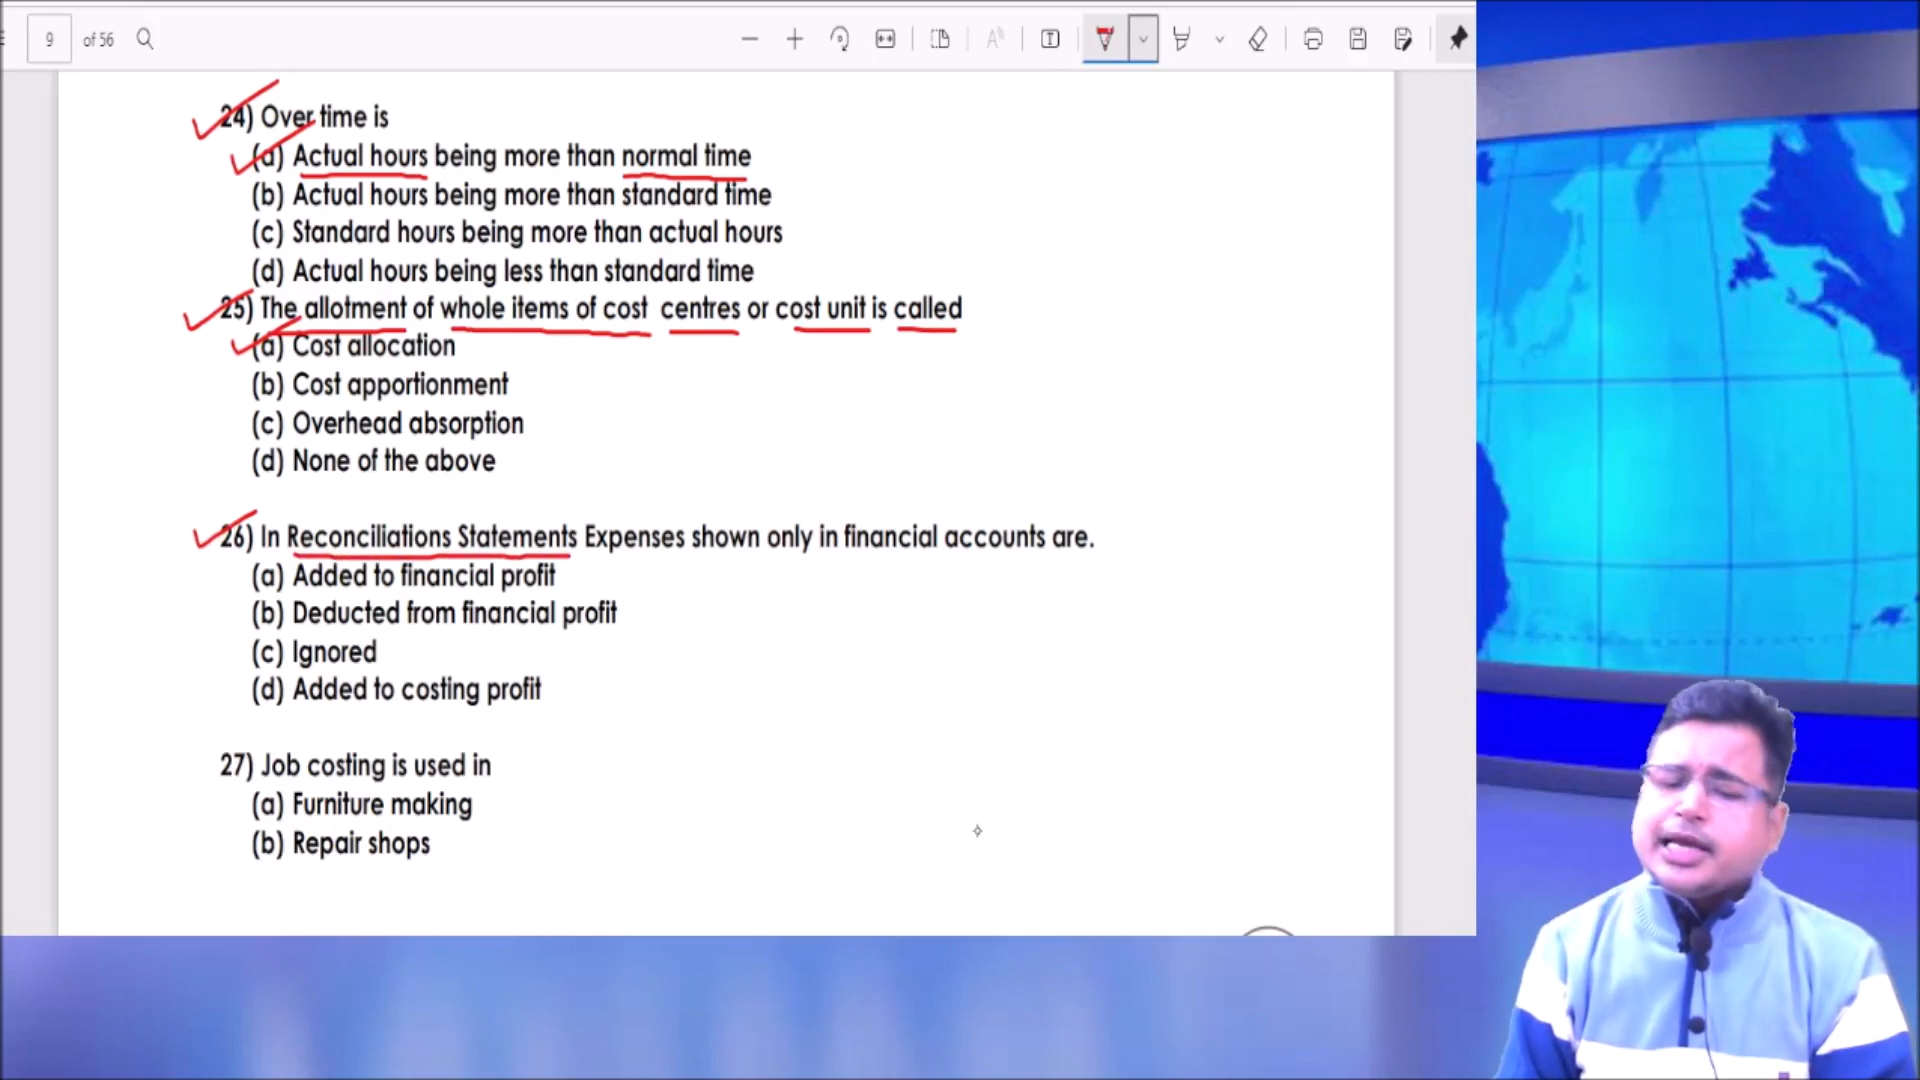 9 of 56
24) Over time is
(a) Actual hours being more than normal time
(b) Actual hours being more than standard time
(c) Standard hours being more than actual hours
(d) Actual hours being less than standard time
25) The allotment of whole items of cost centres or cost unit is called
(a) Cost allocation
(b) Cost apportionment
(c) Overhead absorption
(d) None of the above
26) In Reconciliations Statements Expenses shown only in financial accounts are.
(a) Added to financial profit
(b) Deducted from financial profit
(c) Ignored
(d) Added to costing profit
27) Job costing is used in
(a) Furniture making
(b) Repair shops